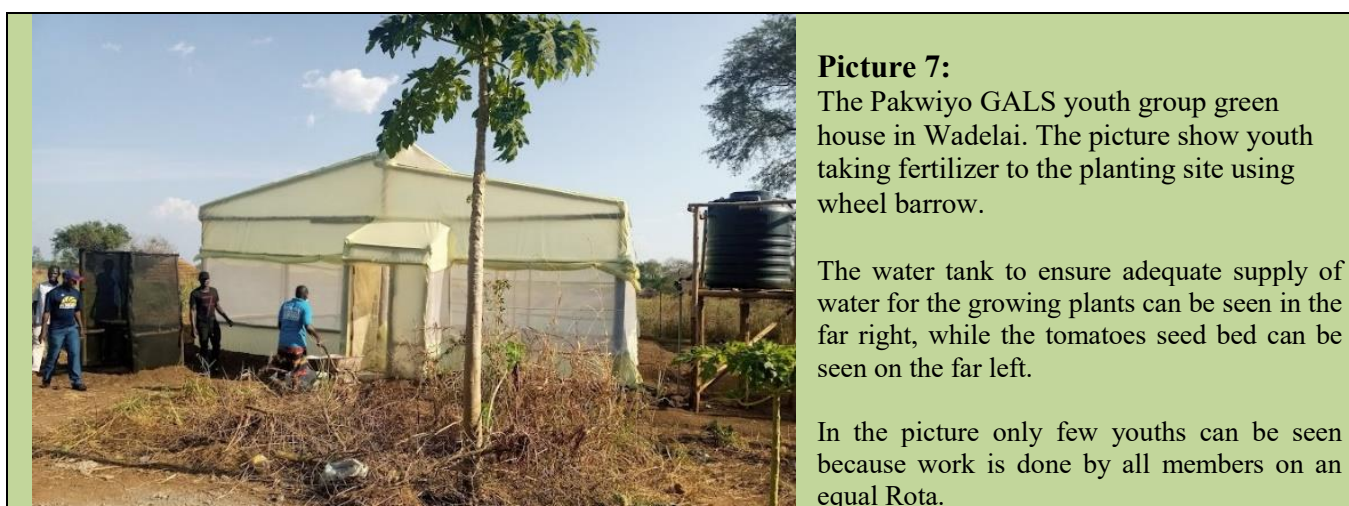 Picture 7:
The Pakwiyo GALS youth group green
house in Wadelai. The picture show youth
taking fertilizer to the planting site using
wheel barrow.
The water tank to ensure adequate supply of
water for the growing plants can be seen in the
far right, while the tomatoes seed bed can be
seen on the far left.
In the picture only few youths can be seen
because work is done by all members on an
equal Rota.